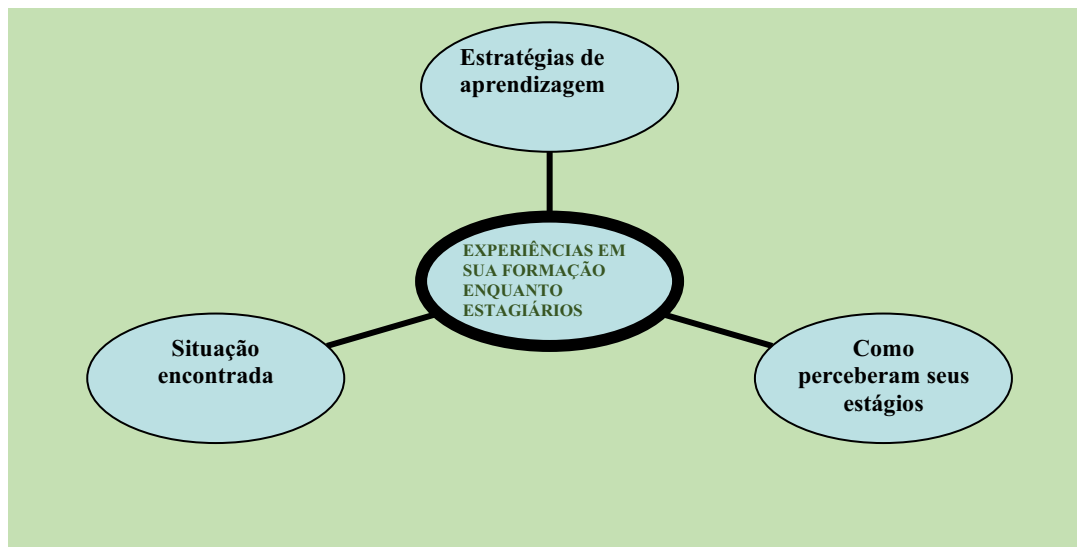 Estratégias de
aprendizagem
EXPERIÊNCIAS EM
SUA FORMAÇÃO
ENQUANTO
ESTAGIÁRIOS
Situação
encontrada
Como
perceberam seus
estágios